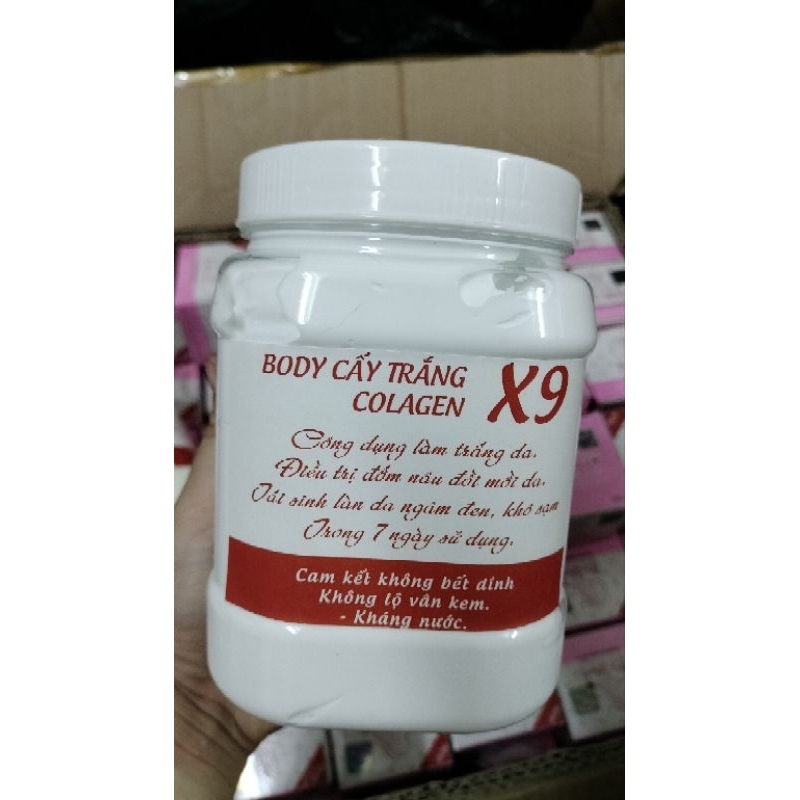 BODY CẤY TRẮNG
COLAGEN X9
Công dụng làm trắng da.
Điều trị đốm nâu đồi mồi da.
Tái sinh làn da ngăm đen, khô sạm
Trong 7 ngày sử dụng.
Cam kết không bết dính
Không lộ vân kem.
- Kháng nước.